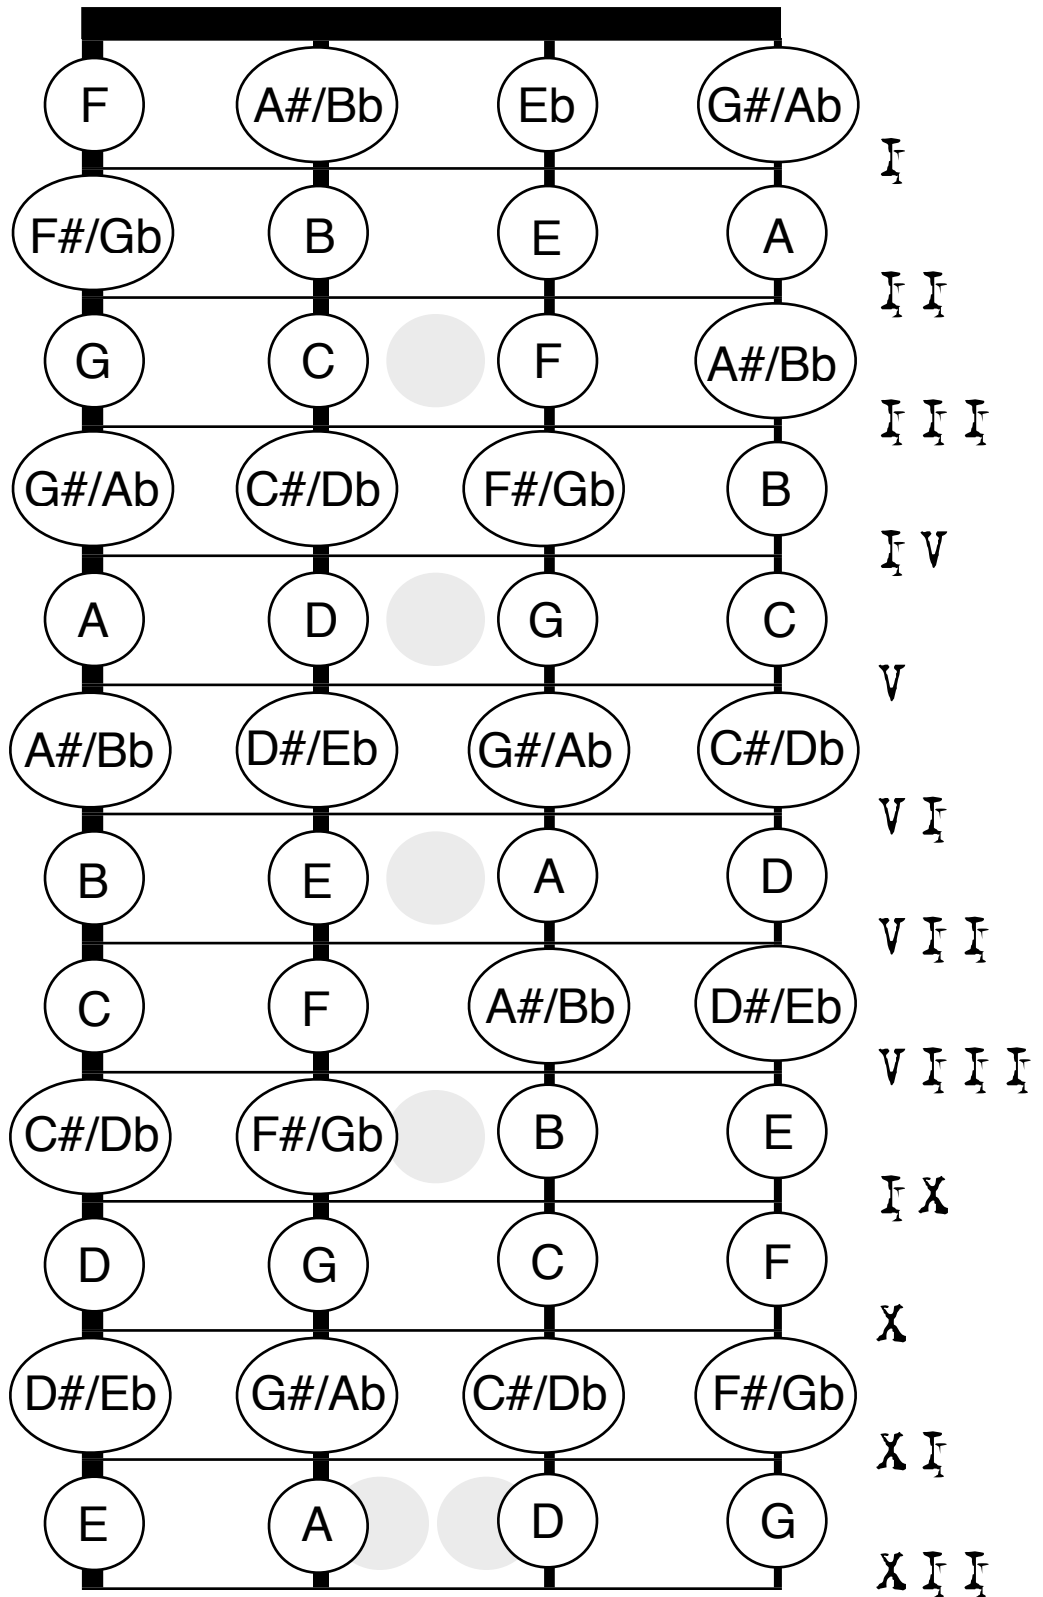 F A#/Bb Eb G#/Ab
I
F#/Gb B E A
II
G C F A#/Bb
III
G#/Ab C#/Db F#/Gb B
IV
A D G C
V
A#/Bb D#/Eb G#/Ab C#/Db
VI
B E A D
VII
C F A#/Bb D#/Eb
VIII
C#/Db F#/Gb B E
IX
D G C F
X
D#/Eb G#/Ab C#/Db F#/Gb
XI
E A D G
XII